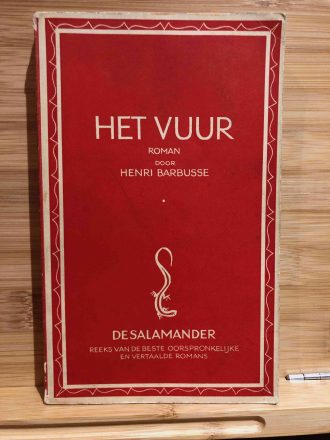 HET VUUR
ROMAN
DOOR
HENRI BARBUSSE
DE SALAMANDER
REEKS VAN DE BESTE OORSPRONKELIJKE
EN VERTAALDE ROMANS